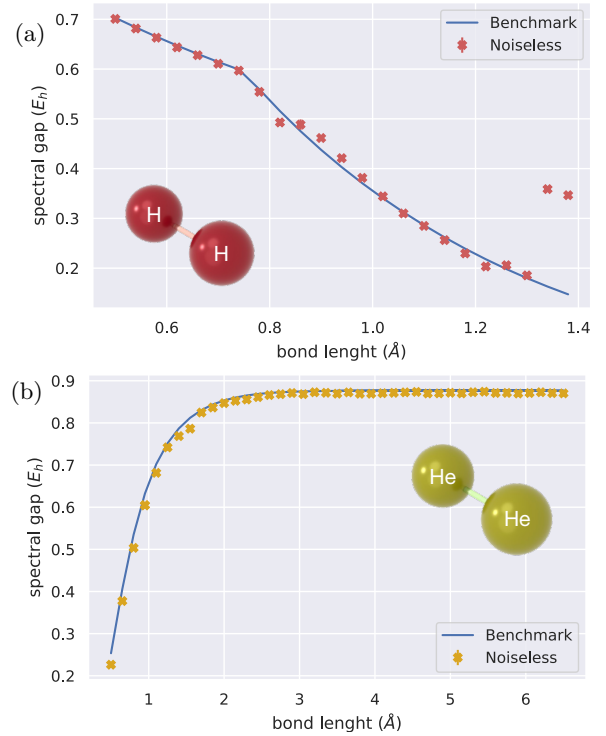 (a)
0.7
0.6
0.5
0.4
0.3
0.2
spectral gap (E_h)
Benchmark
Noiseless
H
H
0.6 0.8 1.0 1.2 1.4
bond lenght (Å)
(b)
0.9
0.8
0.7
0.6
0.5
0.4
0.3
0.2
spectral gap (E_h)
He
He
Benchmark
Noiseless
1 2 3 4 5 6
bond lenght (Å)